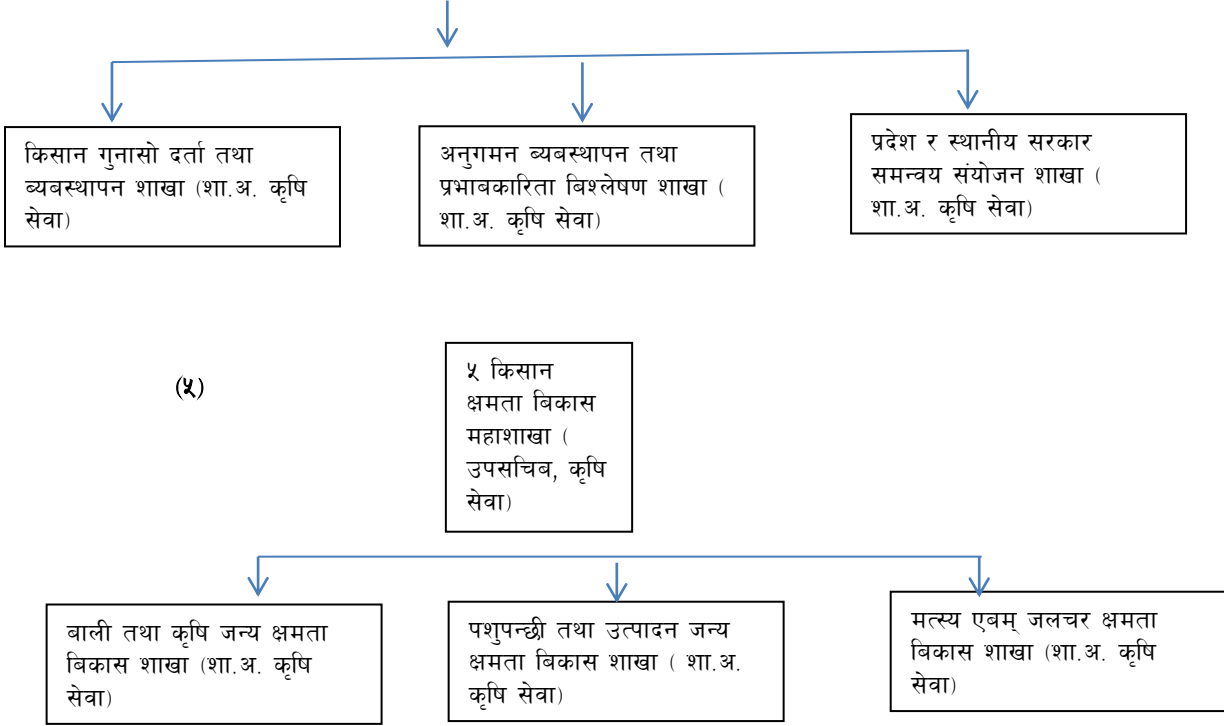 किसान गुनासो दर्ता तथा
ब्यबस्थापन शाखा (शा.अ. कृषि
सेवा)
अनुगमन ब्यबस्थापन तथा
प्रभाबकारिता बिश्लेषण शाखा (
शा.अ. कृषि सेवा)
प्रदेश र स्थानीय सरकार
समन्वय संयोजन शाखा (
शा.अ. कृषि सेवा)
(५)
५ किसान
क्षमता बिकास
महाशाखा (
उपसचिब, कृषि
सेवा)
बाली तथा कृषि जन्य क्षमता
बिकास शाखा (शा.अ. कृषि
सेवा)
पशुपन्छी तथा उत्पादन जन्य
क्षमता बिकास शाखा ( शा.अ.
कृषि सेवा)
मत्स्य एबम् जलचर क्षमता
बिकास शाखा (शा.अ. कृषि
सेवा)